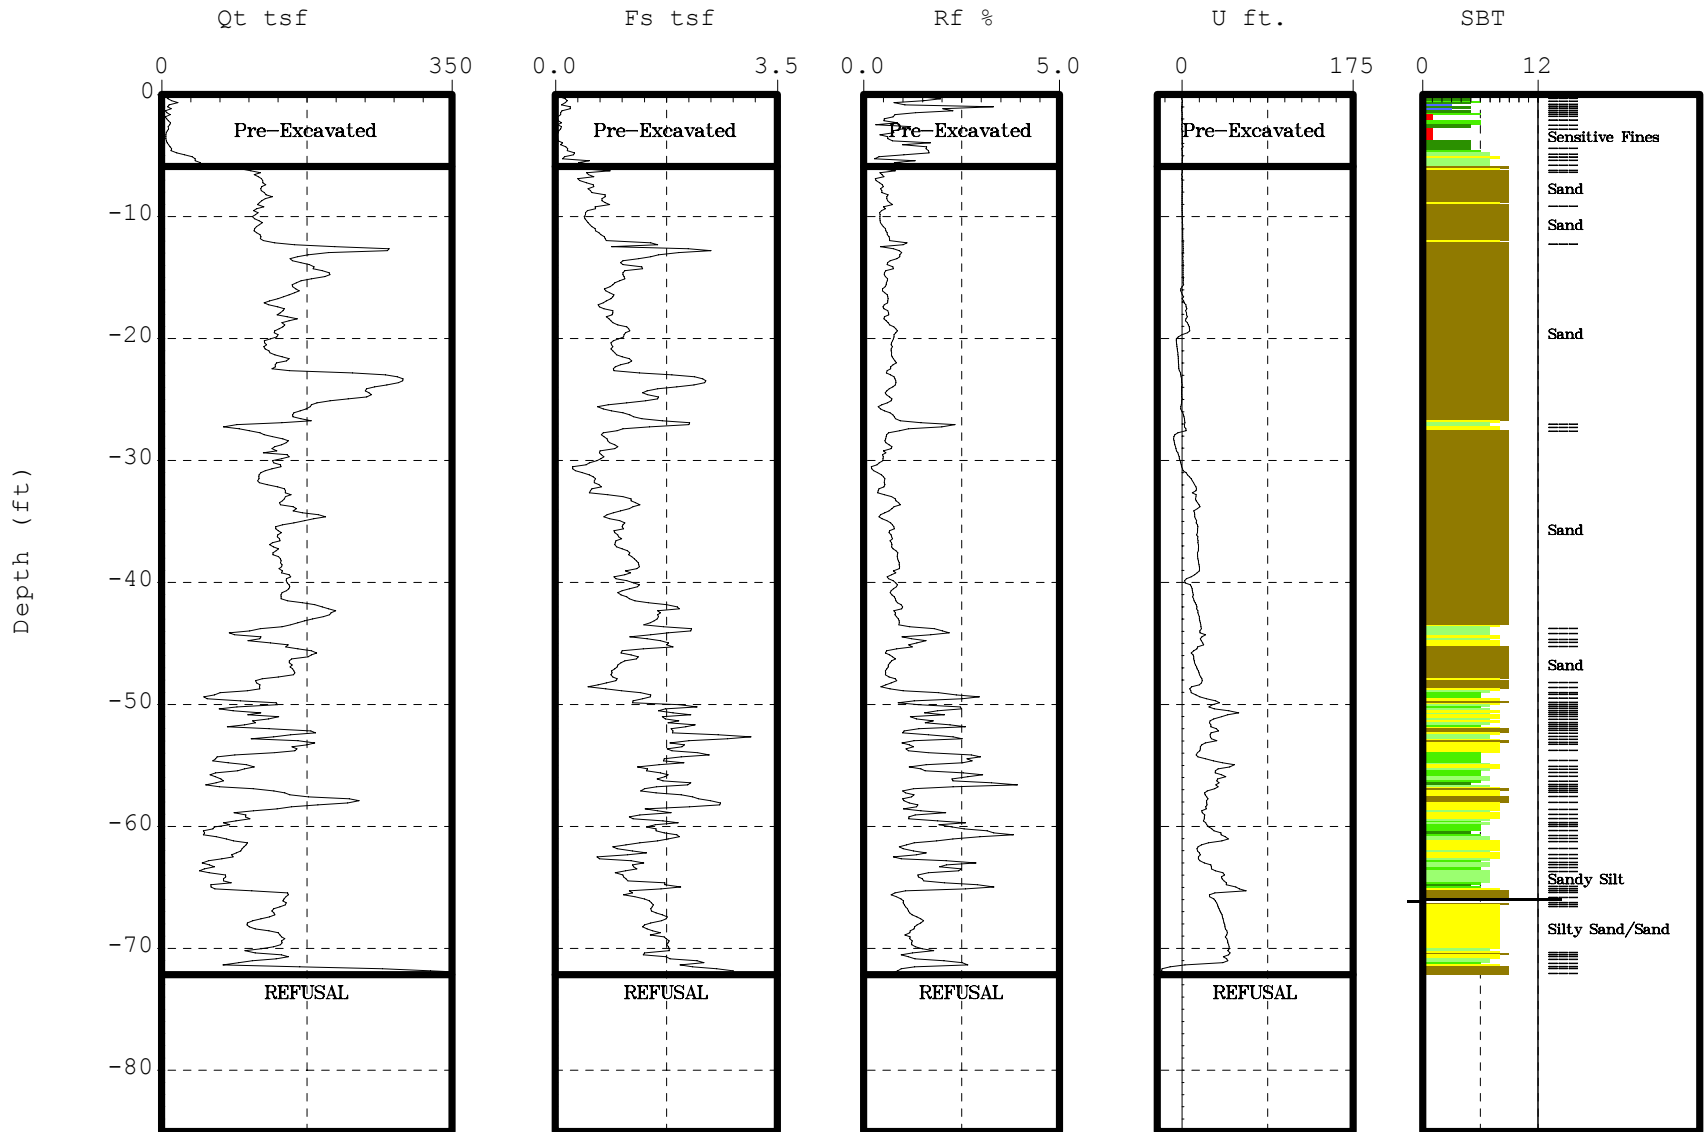 Qt tsf Fs tsf Rf % U ft. SBT
0 350 0.0 3.5 0.0 5.0 0 175 0 12
0
Pre-Excavated Pre-Excavated Pre-Excavated Pre-Excavated
Sensitive Fines
Sand
-10
Sand
-20
Sand
-30
Depth (ft)
Sand
-40
Sand
-50
-60
Sandy Silt
Silty Sand/Sand
-70
REFUSAL REFUSAL REFUSAL REFUSAL
-80